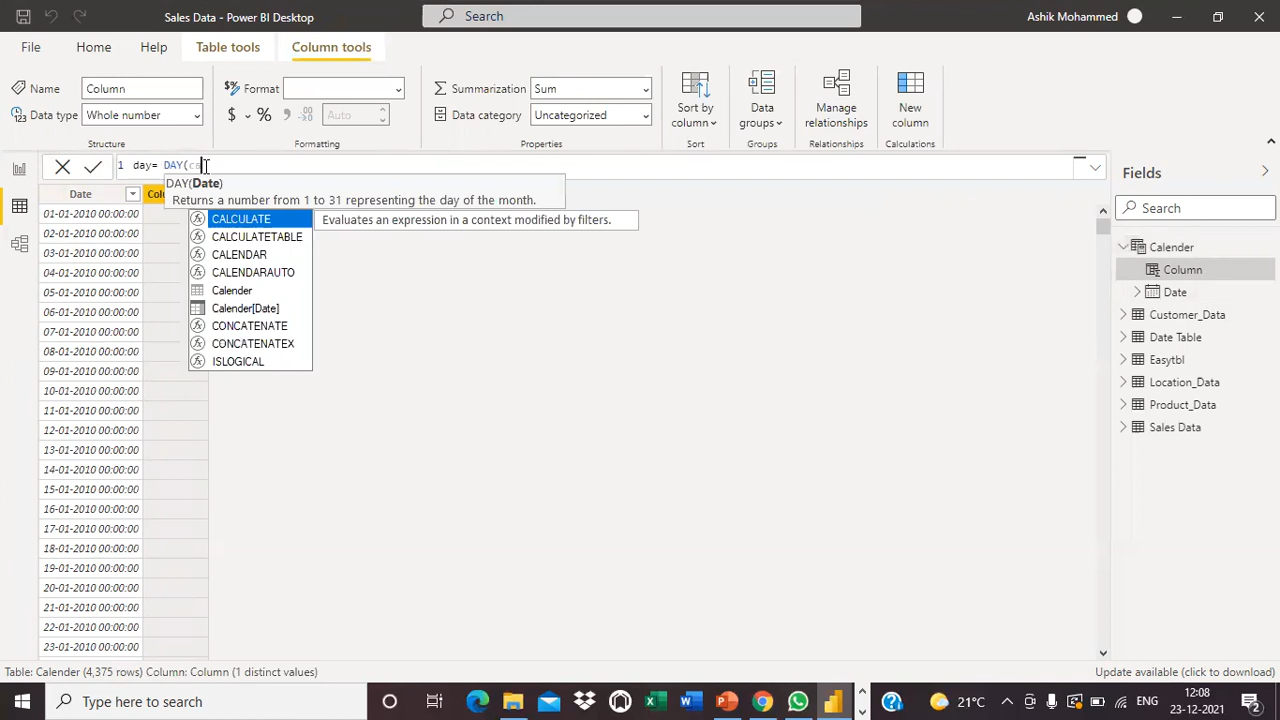 Sales Data - Power BI Desktop
Search
Ashik Mohammed
File
Home
Help
Table tools
Column tools
Name
Column
Format
Summarization
Sum
Data type
Whole number
$
%
Auto
Data category
Uncategorized
Sort by
column
Data
groups
Manage
relationships
New
column
Structure
Formatting
Properties
Sort
Groups
Relationships
Calculations
1 day= DAY(ca
DAY(Date)
Returns a number from 1 to 31 representing the day of the month.
CALCULATE
Evaluates an expression in a context modified by filters.
CALCULATETABLE
CALENDAR
CALENDARAUTO
Calender
Calender[Date]
CONCATENATE
CONCATENATEX
ISLOGICAL
Date
Colu
01-01-2010 00:00:00
02-01-2010 00:00:00
03-01-2010 00:00:00
04-01-2010 00:00:00
05-01-2010 00:00:00
06-01-2010 00:00:00
07-01-2010 00:00:00
08-01-2010 00:00:00
09-01-2010 00:00:00
10-01-2010 00:00:00
11-01-2010 00:00:00
12-01-2010 00:00:00
13-01-2010 00:00:00
14-01-2010 00:00:00
15-01-2010 00:00:00
16-01-2010 00:00:00
17-01-2010 00:00:00
18-01-2010 00:00:00
19-01-2010 00:00:00
20-01-2010 00:00:00
21-01-2010 00:00:00
22-01-2010 00:00:00
23-01-2010 00:00:00
Fields
Search
Calender
Column
Date
Customer_Data
Date Table
Easytbl
Location_Data
Product_Data
Sales Data
Table: Calender (4,375 rows) Column: Column (1 distinct values)
Update available (click to download)
Type here to search
21°C
ENG
12:08
23-12-2021
2